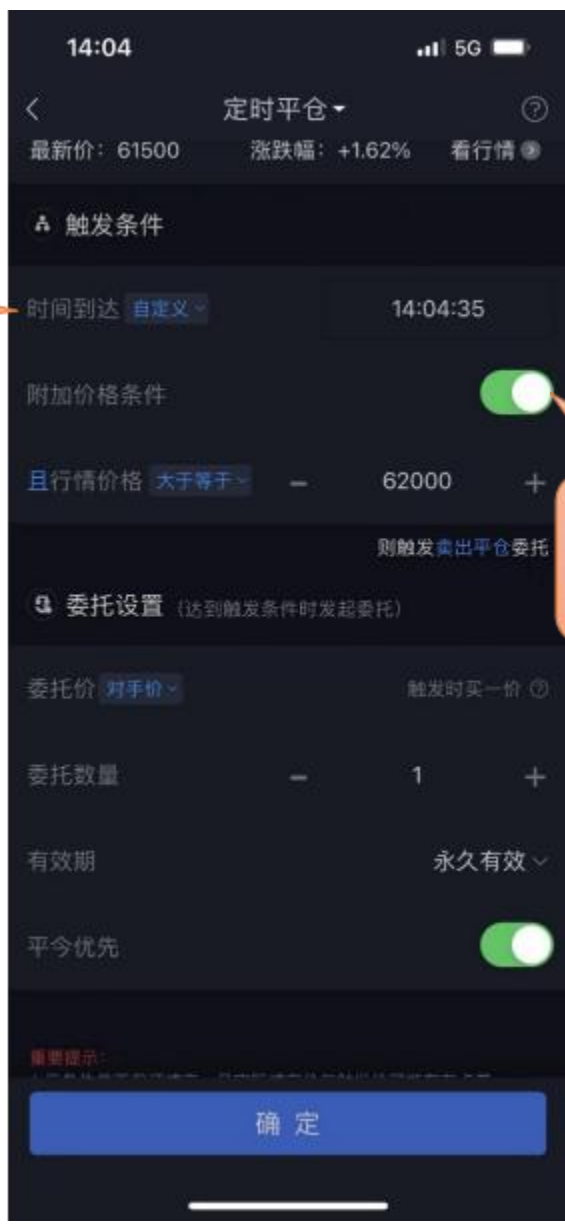 14:04 5G
定时平仓
最新价：61500 涨跌幅：+1.62% 看行情
触发条件
时间到达 自定义 14:04:35
附加价格条件
且行情价格 大于等于 － 62000 ＋
则触发卖出平仓委托
委托设置（达到触发条件时发起委托）
委托价 对手价 触发时买一价
委托数量 － 1 ＋
有效期 永久有效
平今优先
重要提示：
确 定